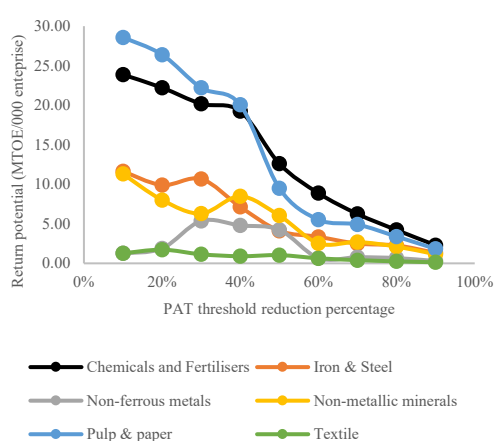 Return potential (MTOE/000 enteprise)
30.00
25.00
20.00
15.00
10.00
5.00
0.00
0% 20% 40% 60% 80% 100%
PAT threshold reduction percentage
Chemicals and Fertilisers Iron & Steel
Non-ferrous metals Non-metallic minerals
Pulp & paper Textile